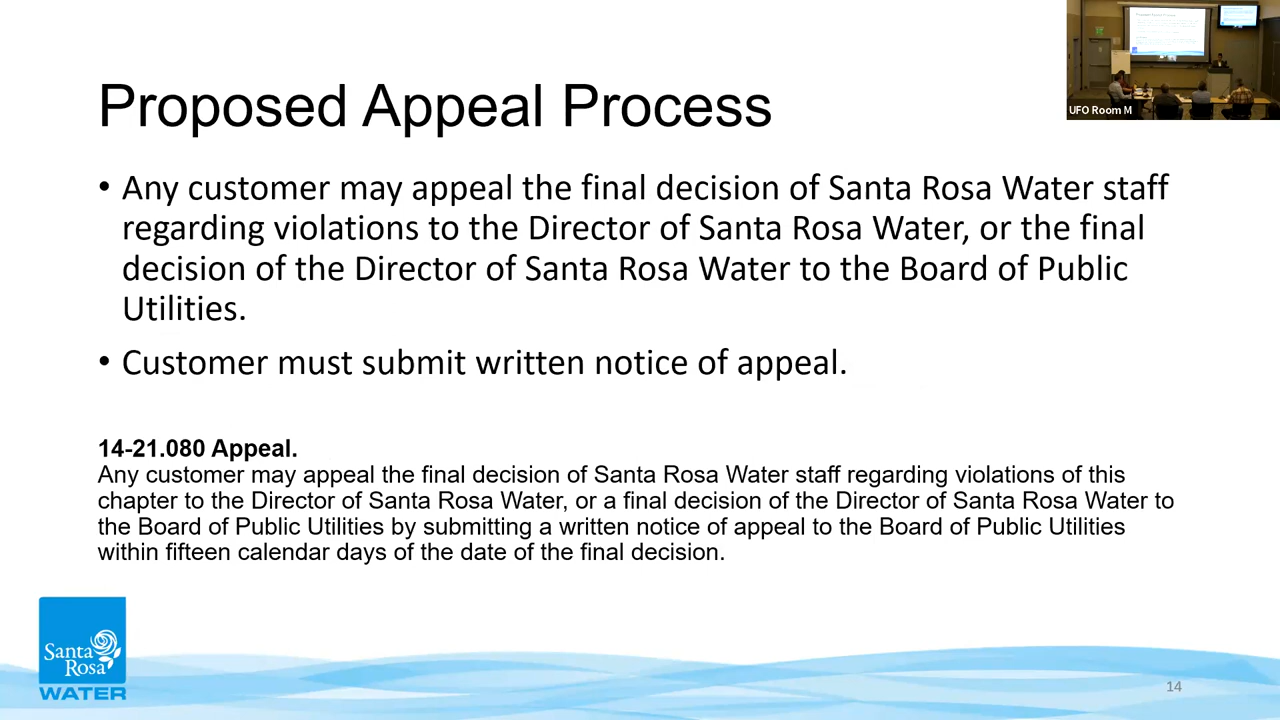 Proposed Appeal Process
UFO Room M
• Any customer may appeal the final decision of Santa Rosa Water staff
regarding violations to the Director of Santa Rosa Water, or the final
decision of the Director of Santa Rosa Water to the Board of Public
Utilities.
• Customer must submit written notice of appeal.
14-21.080 Appeal.
Any customer may appeal the final decision of Santa Rosa Water staff regarding violations of this
chapter to the Director of Santa Rosa Water, or a final decision of the Director of Santa Rosa Water to
the Board of Public Utilities by submitting a written notice of appeal to the Board of Public Utilities
within fifteen calendar days of the date of the final decision.
Santa
Rosa
WATER
14